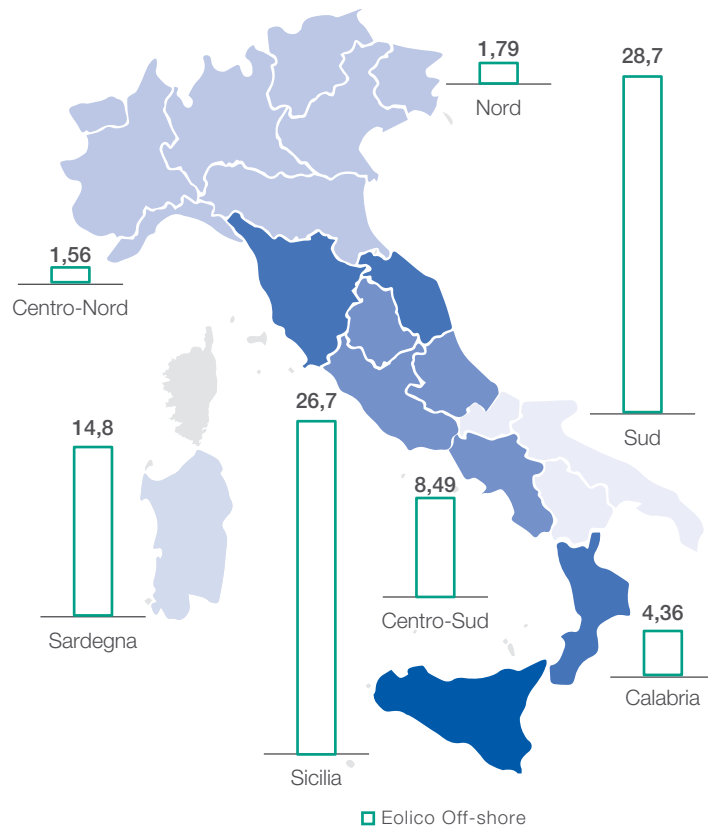 1,79
Nord
28,7
Sud
1,56
Centro-Nord
14,8
Sardegna
26,7
Sicilia
8,49
Centro-Sud
4,36
Calabria
Eolico Off-shore